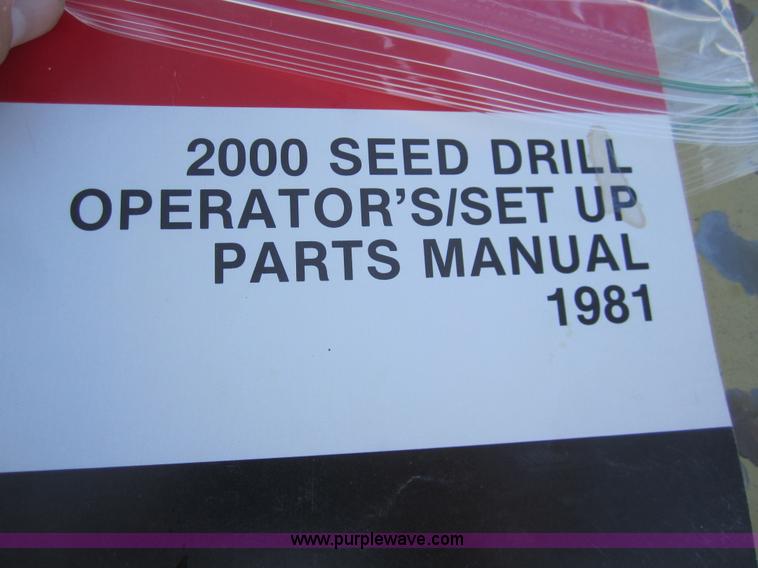 2000 SEED DRILL
OPERATOR'S/SET UP
PARTS MANUAL
1981
www.purplewave.com